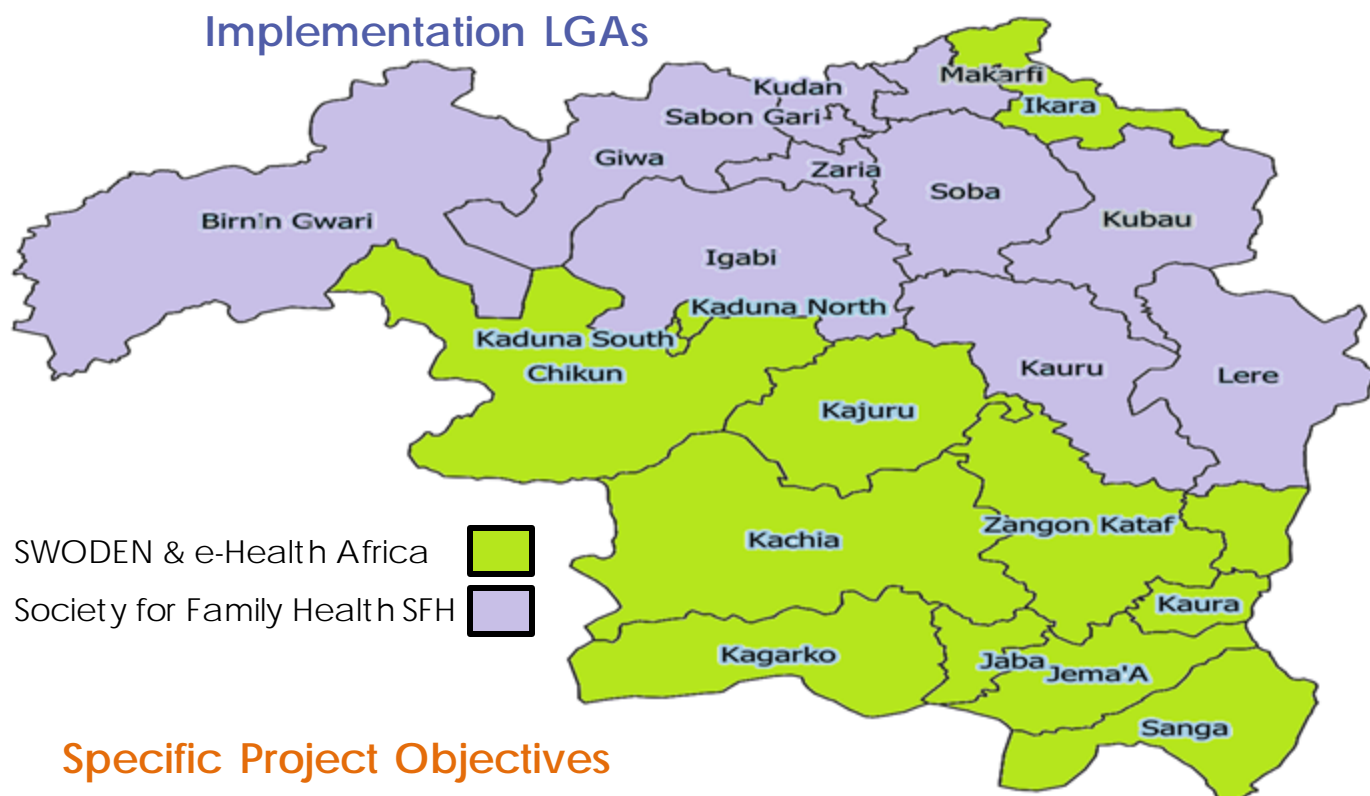 Implementation LGAs
Makarfi
Kudan
Ikara
Sabon Gari
Giwa
Zaria
Soba
Birnin Gwari
Kubau
Igabi
Kaduna North
Kaduna South
Chikun
Kauru
Lere
Kajuru
Zangon Kataf
Kachia
SWODEN & e-Health Africa
Society for Family Health SFH
Kaura
Kagarko
Jaba
Jema'A
Sanga
Specific Project Objectives